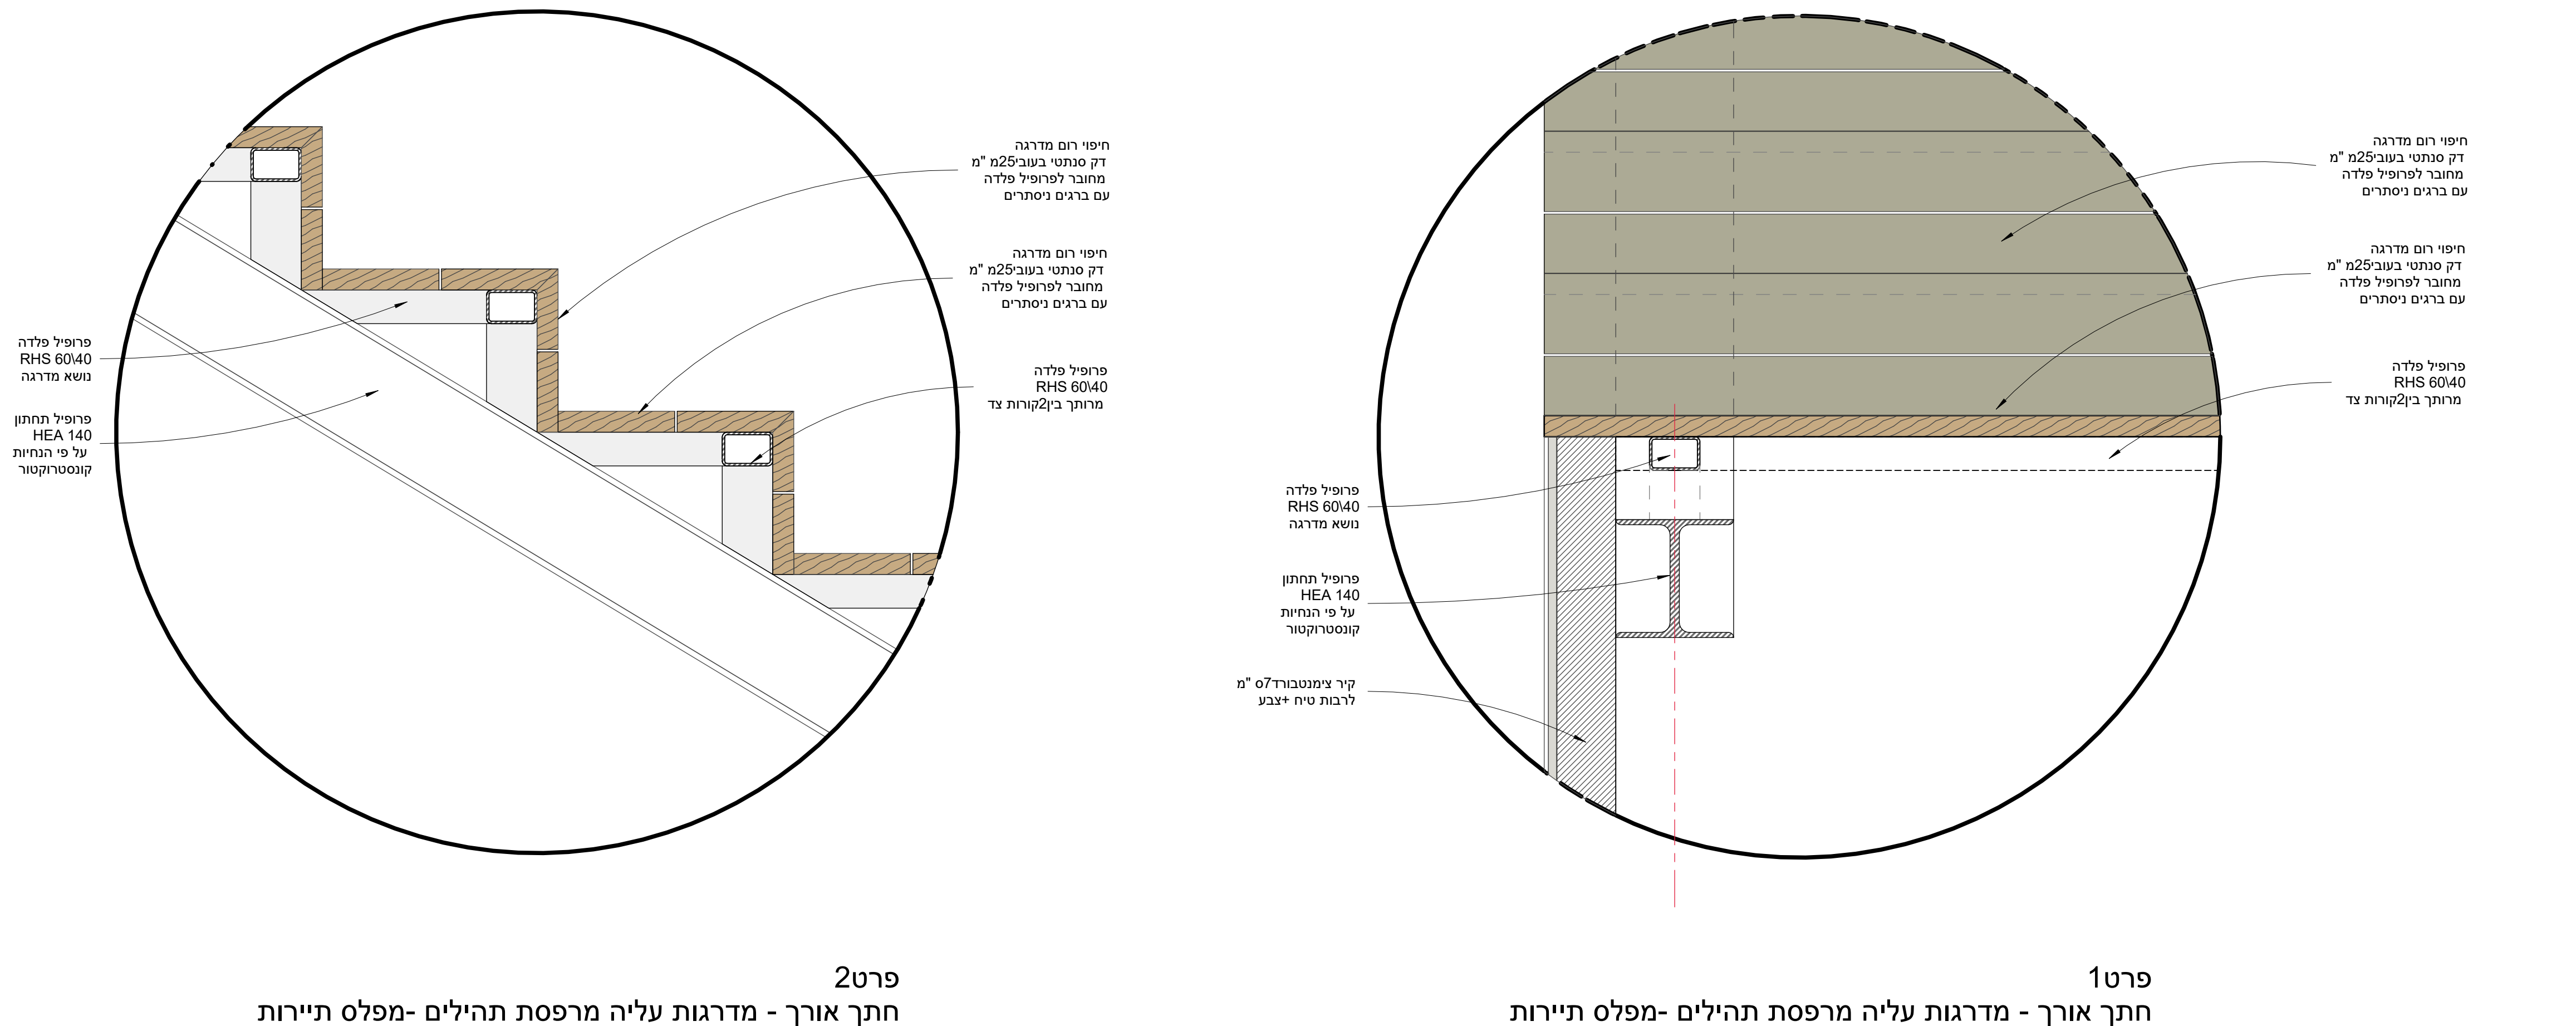 חיפוי רום מדרגה
דק סנתטי בעובי25מ "מ
מחובר לפרופיל פלדה
עם ברגים ניסתרים
חיפוי רום מדרגה
דק סנתטי בעובי25מ "מ
מחובר לפרופיל פלדה
עם ברגים ניסתרים
פרופיל פלדה
RHS 60\40
מרותך בין2קורות צד
פרופיל פלדה
RHS 60\40
נושא מדרגה
פרופיל תחתון
HEA 140
על פי הנחיות
קונסטרוקטור
קיר צימנטבורד7ס "מ
לרבות טיח +צבע
פרט1
חתך אורך - מדרגות עליה מרפסת תהילים -מפלס תיירות
חיפוי רום מדרגה
דק סנתטי בעובי25מ "מ
מחובר לפרופיל פלדה
עם ברגים ניסתרים
חיפוי רום מדרגה
דק סנתטי בעובי25מ "מ
מחובר לפרופיל פלדה
עם ברגים ניסתרים
פרופיל פלדה
RHS 60\40
מרותך בין2קורות צד
פרופיל פלדה
RHS 60\40
נושא מדרגה
פרופיל תחתון
HEA 140
על פי הנחיות
קונסטרוקטור
פרט2
חתך אורך - מדרגות עליה מרפסת תהילים -מפלס תיירות